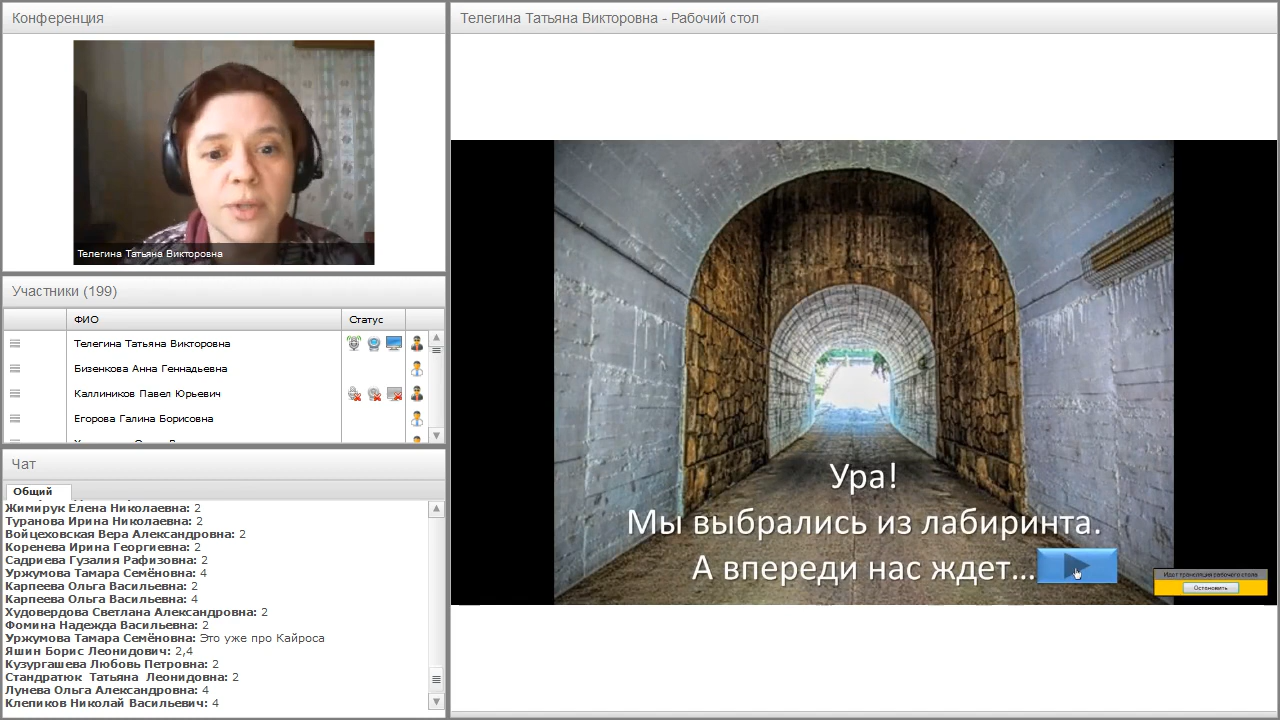 Конференция
Телегина Татьяна Викторовна
Участники (199)
ФИО
Статус
Телегина Татьяна Викторовна
Бизенкова Анна Геннадьевна
Каллиников Павел Юрьевич
Егорова Галина Борисовна
Чат
Общий
Жимирук Елена Николаевна: 2
Туранова Ирина Николаевна: 2
Войцеховская Вера Александровна: 2
Коренева Ирина Георгиевна: 2
Садриева Гузалия Рафизовна: 2
Уржумова Тамара Семёновна: 4
Карпеева Ольга Васильевна: 2
Карпеева Ольга Васильевна: 4
Худовердова Светлана Александровна: 2
Фомина Надежда Васильевна: 2
Уржумова Тамара Семёновна: Это уже про Кайроса
Яшин Борис Леонидович: 2,4
Кузургашева Любовь Петровна: 2
Стандратюк Татьяна Леонидовна: 2
Лунева Ольга Александровна: 4
Клепиков Николай Васильевич: 4
Телегина Татьяна Викторовна - Рабочий стол
Ура!
Мы выбрались из лабиринта.
А впереди нас ждет...
Идет трансляция рабочего стола
Остановить